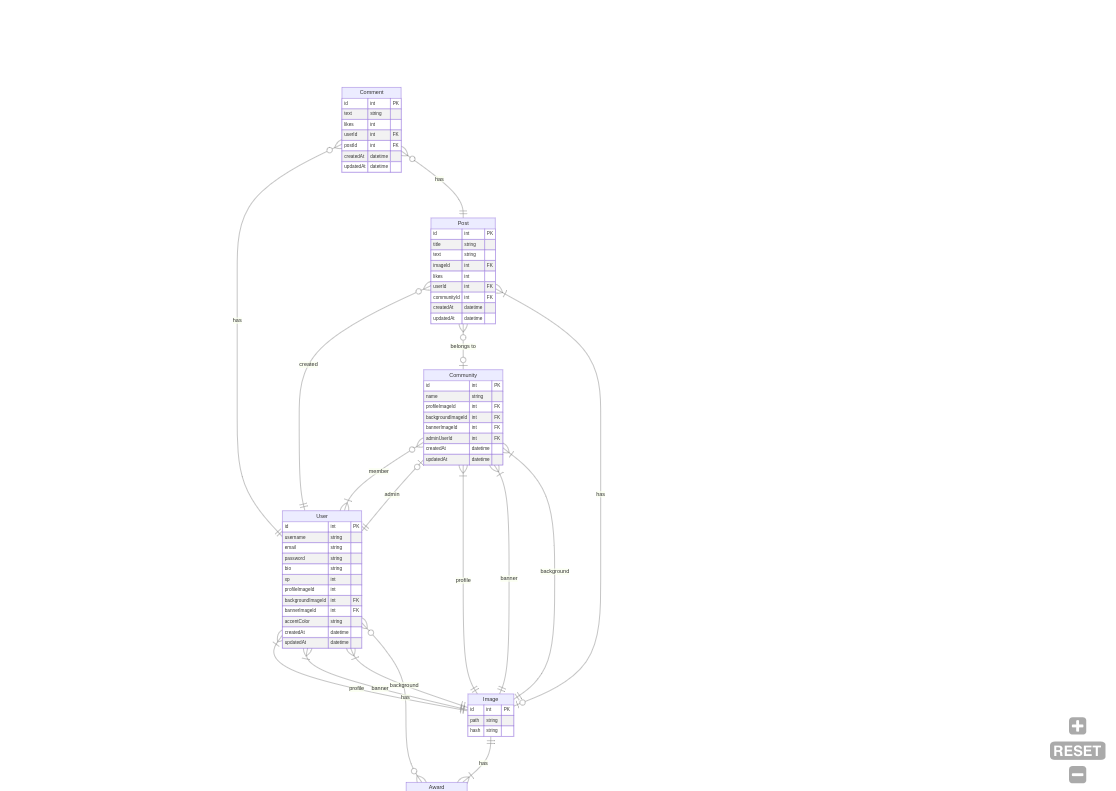 Comment
id int PK
text string
likes int
userId int FK
postId int FK
createdAt datetime
updatedAt datetime
has
Post
id int PK
title string
text string
imageId int FK
likes int
userId int FK
communityId int FK
createdAt datetime
updatedAt datetime
has
belongs to
created
Community
id int PK
name string
profileImageId int FK
backgroundImageId int FK
bannerImageId int FK
adminUserId int FK
createdAt datetime
updatedAt datetime
member
admin
has
User
id int PK
username string
email string
password string
bio string
xp int
profileImageId int
backgroundImageId int FK
bannerImageId int FK
accentColor string
createdAt datetime
updatedAt datetime
profile
banner
background
profile
banner
background
has
Image
id int PK
path string
hash string
has
Award
RESET